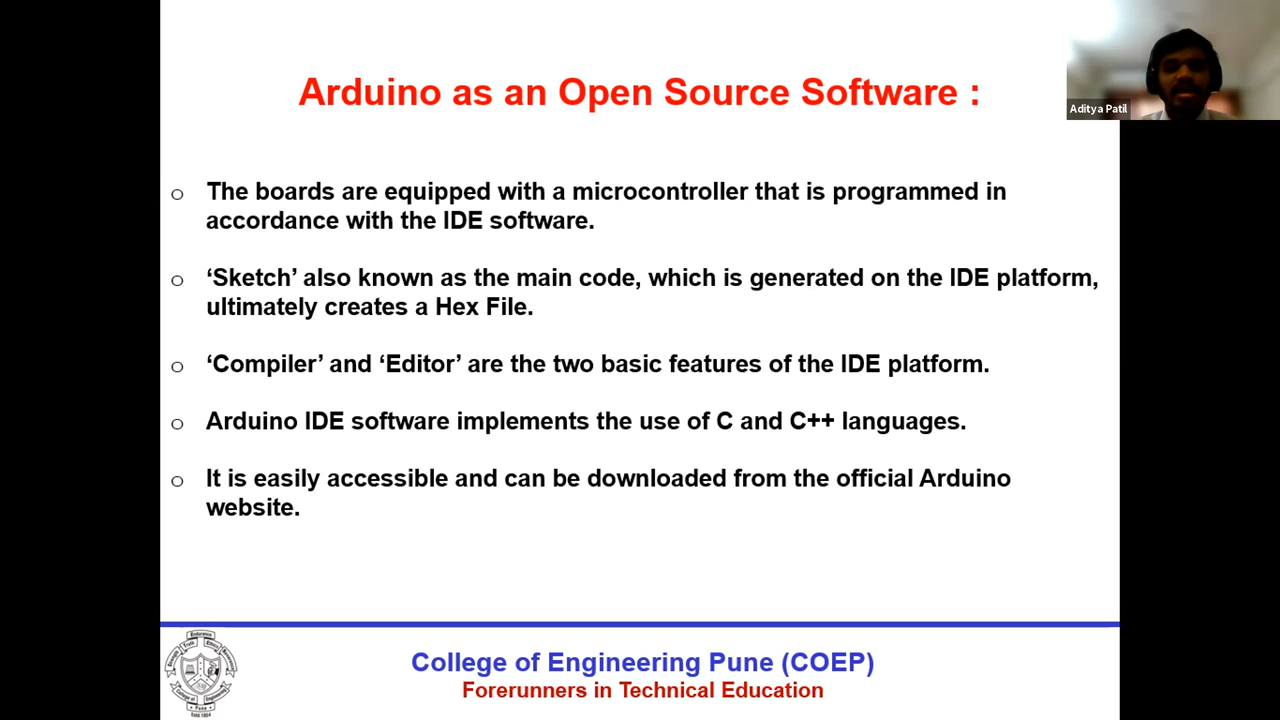 Arduino as an Open Source Software :
Aditya Patil
o The boards are equipped with a microcontroller that is programmed in
accordance with the IDE software.
o ‘Sketch’ also known as the main code, which is generated on the IDE platform,
ultimately creates a Hex File.
o ‘Compiler’ and ‘Editor’ are the two basic features of the IDE platform.
o Arduino IDE software implements the use of C and C++ languages.
o It is easily accessible and can be downloaded from the official Arduino
website.
College of Engineering Pune (COEP)
Forerunners in Technical Education